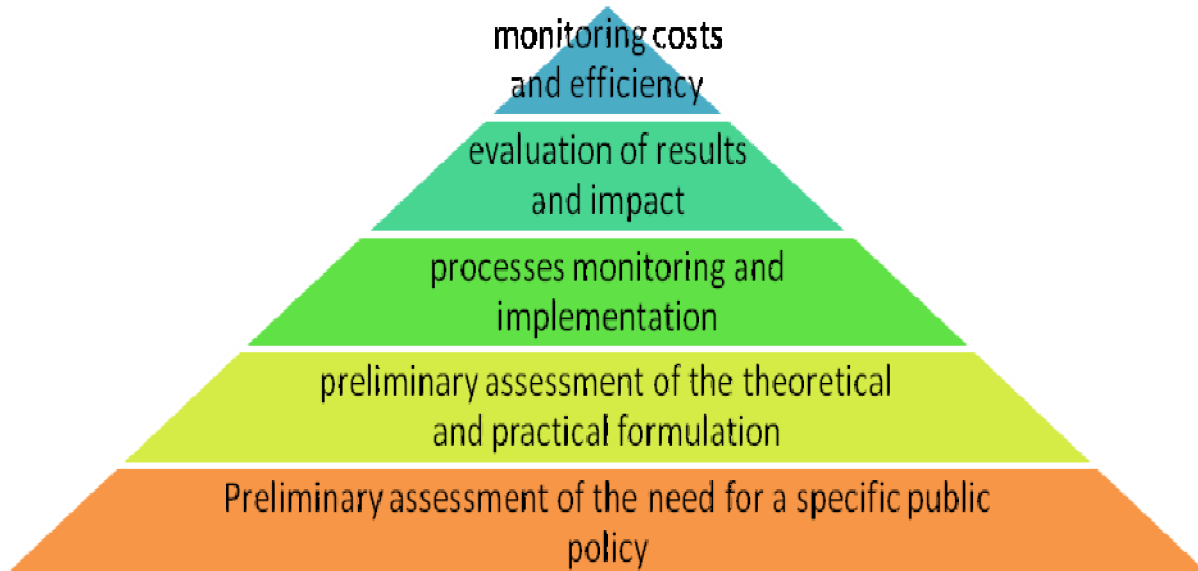 monitoring costs
and efficiency
evaluation of results
and impact
processes monitoring and
implementation
preliminary assessment of the theoretical
and practical formulation
Preliminary assessment of the need for a specific public
policy